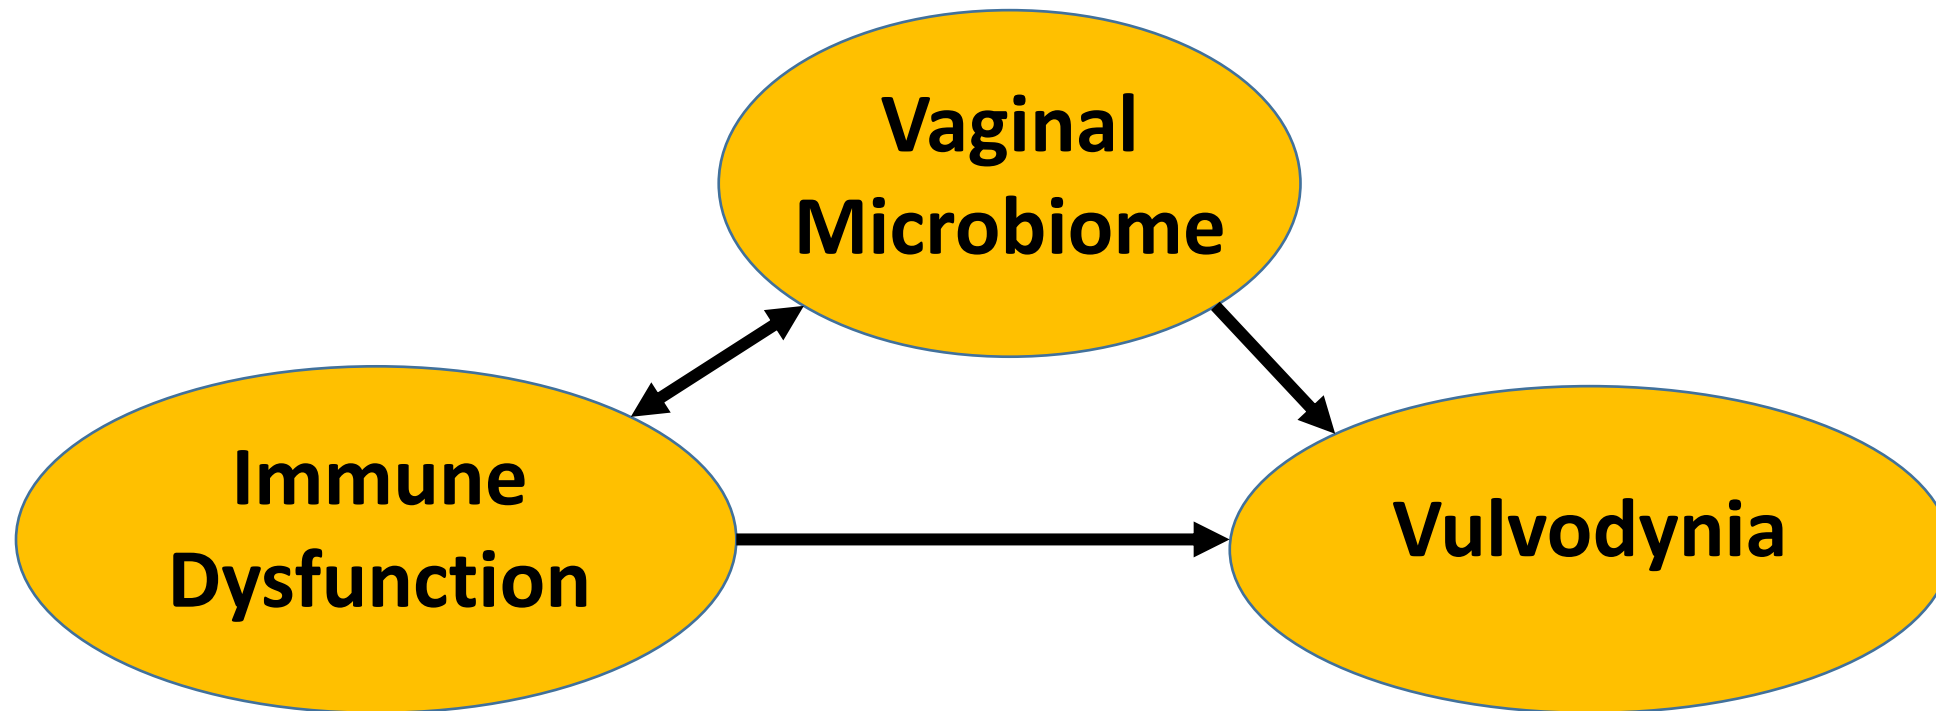 Vaginal
Microbiome
Immune
Dysfunction
Vulvodynia